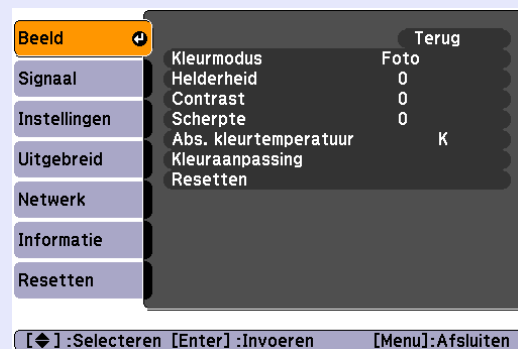 Beeld
Signaal
Instellingen
Uitgebreid
Netwerk
Informatie
Resetten
Terug
Kleurmodus Foto
Helderheid 0
Contrast 0
Scherpte 0
Abs. kleurtemperatuur K
Kleuraanpassing
Resetten
[◆] :Selecteren [Enter] :Invoeren [Menu]:Afsluiten